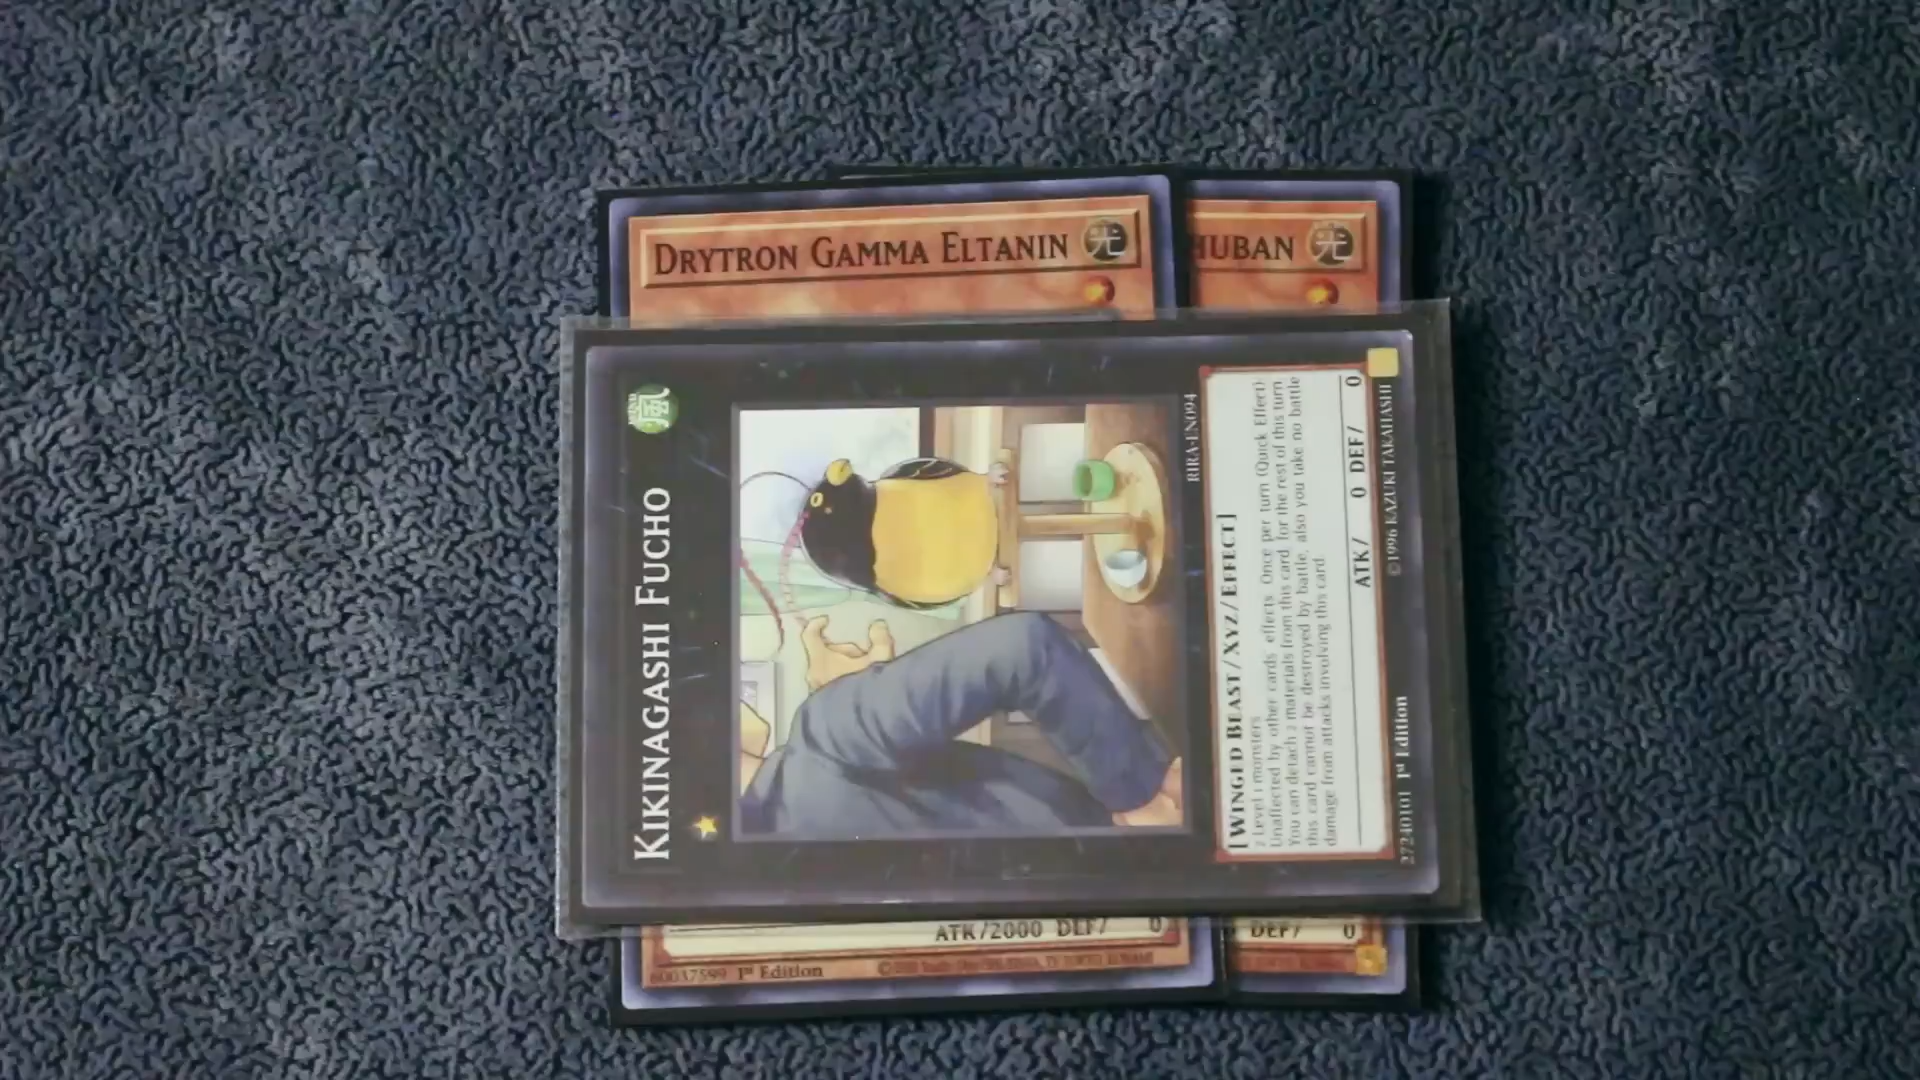 DRYTRON GAMMA ELTANIN
HUBAN
KIKINAGASHI FUCHO
RIRA-EN094
[WINGED BEAST/XYZ/EFFECT]
2 Level 1 monsters
Unaffected by other cards' effects. Once per turn (Quick Effect):
You can detach 2 materials from this card; for the rest of this turn,
this card cannot be destroyed by battle, also you take no battle
damage from attacks involving this card.
ATK/ 0 DEF/ 0
27240101 1st Edition
©1996 KAZUKI TAKAHASHI
ATK/2000 DEF/ 0
60037599 1st Edition
DEF/ 0